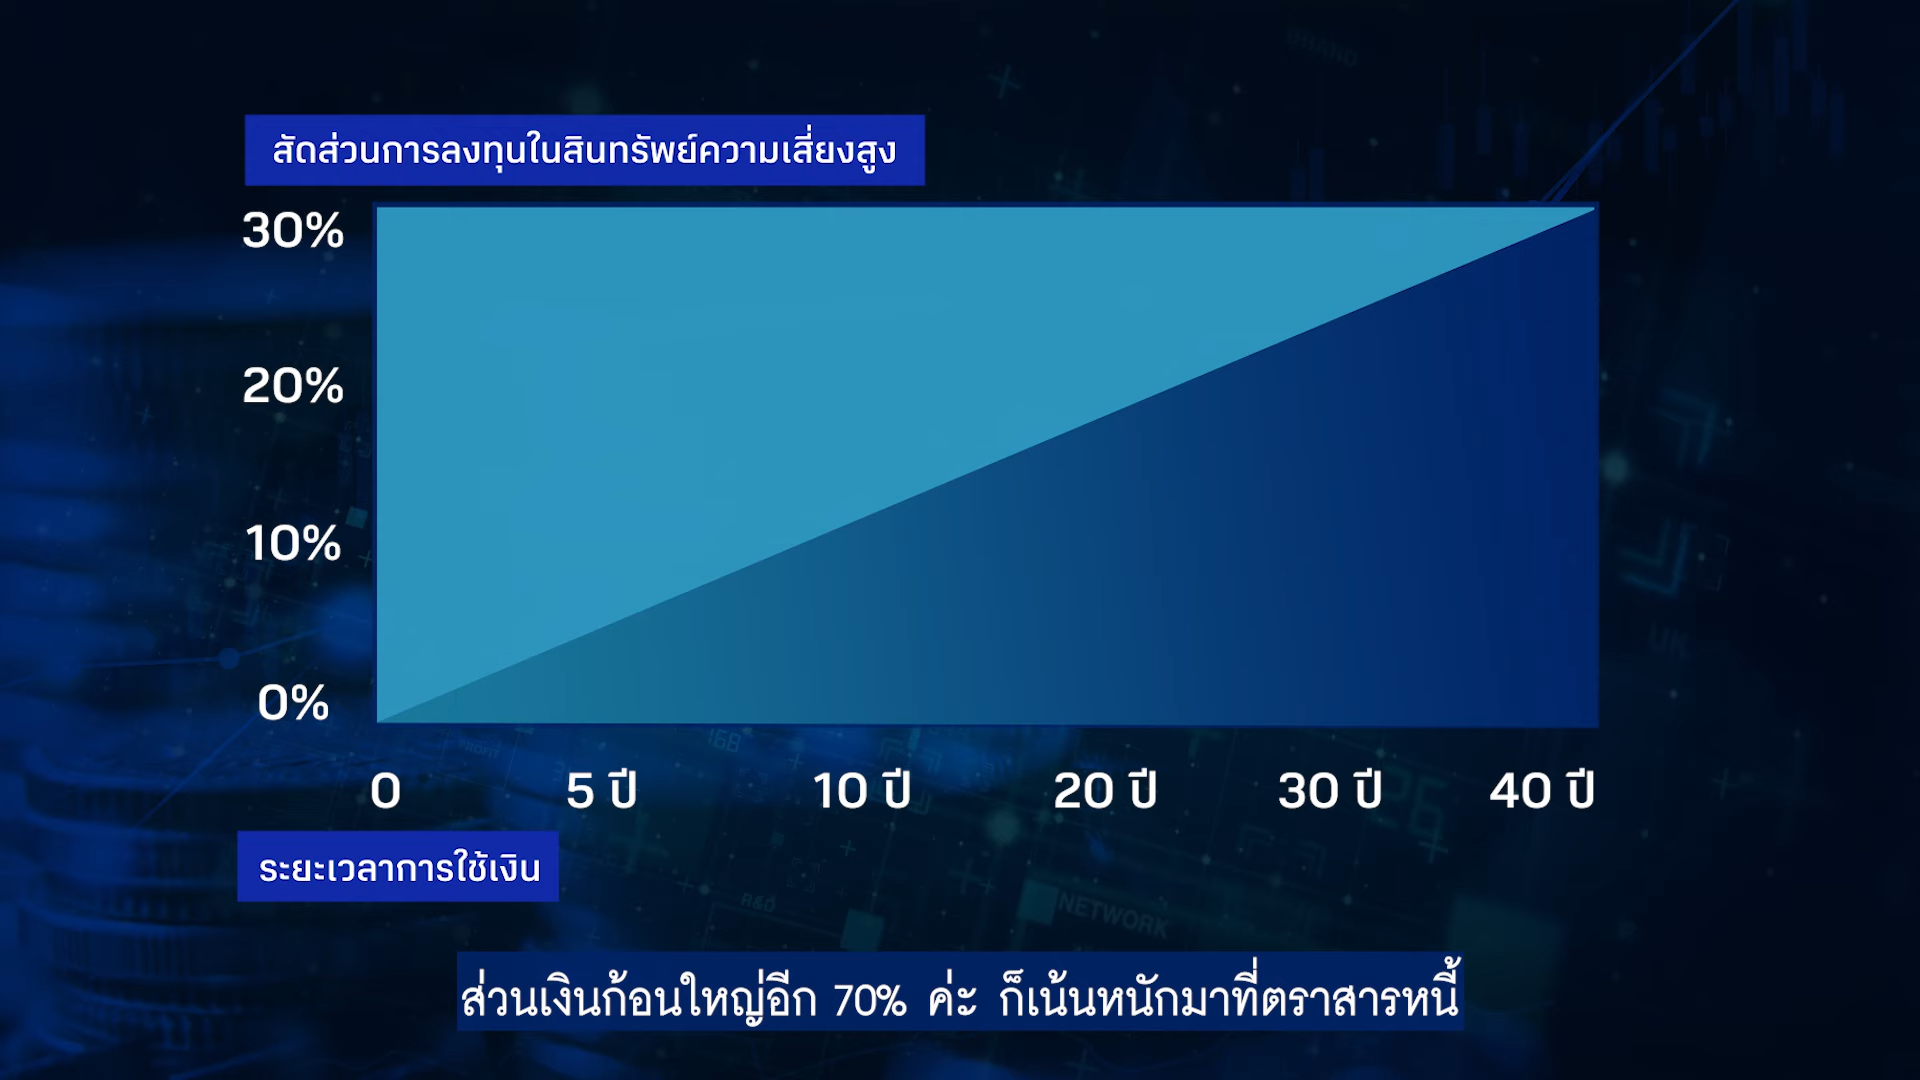 สัดส่วนการลงทุนในสินทรัพย์ความเสี่ยงสูง
30%
20%
10%
0%
0 5 ปี 10 ปี 20 ปี 30 ปี 40 ปี
ระยะเวลาการใช้เงิน
R&D
NETWORK
UK
168
26
ส่วนเงินก้อนใหญ่อีก 70% ค่ะ ก็เน้นหนักมาที่ตราสารหนี้